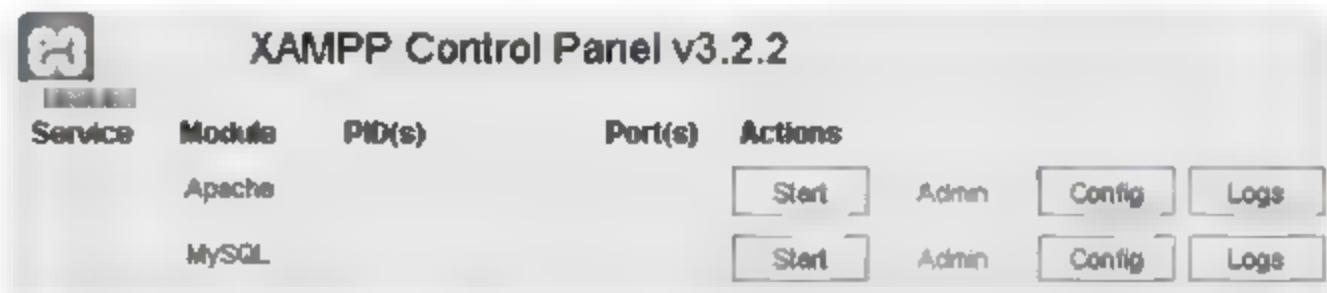 XAMPP Control Panel v3.2.2
Service Module PID(s) Port(s) Actions
Apache Start Admin Config Logs
MySQL Start Admin Config Logs